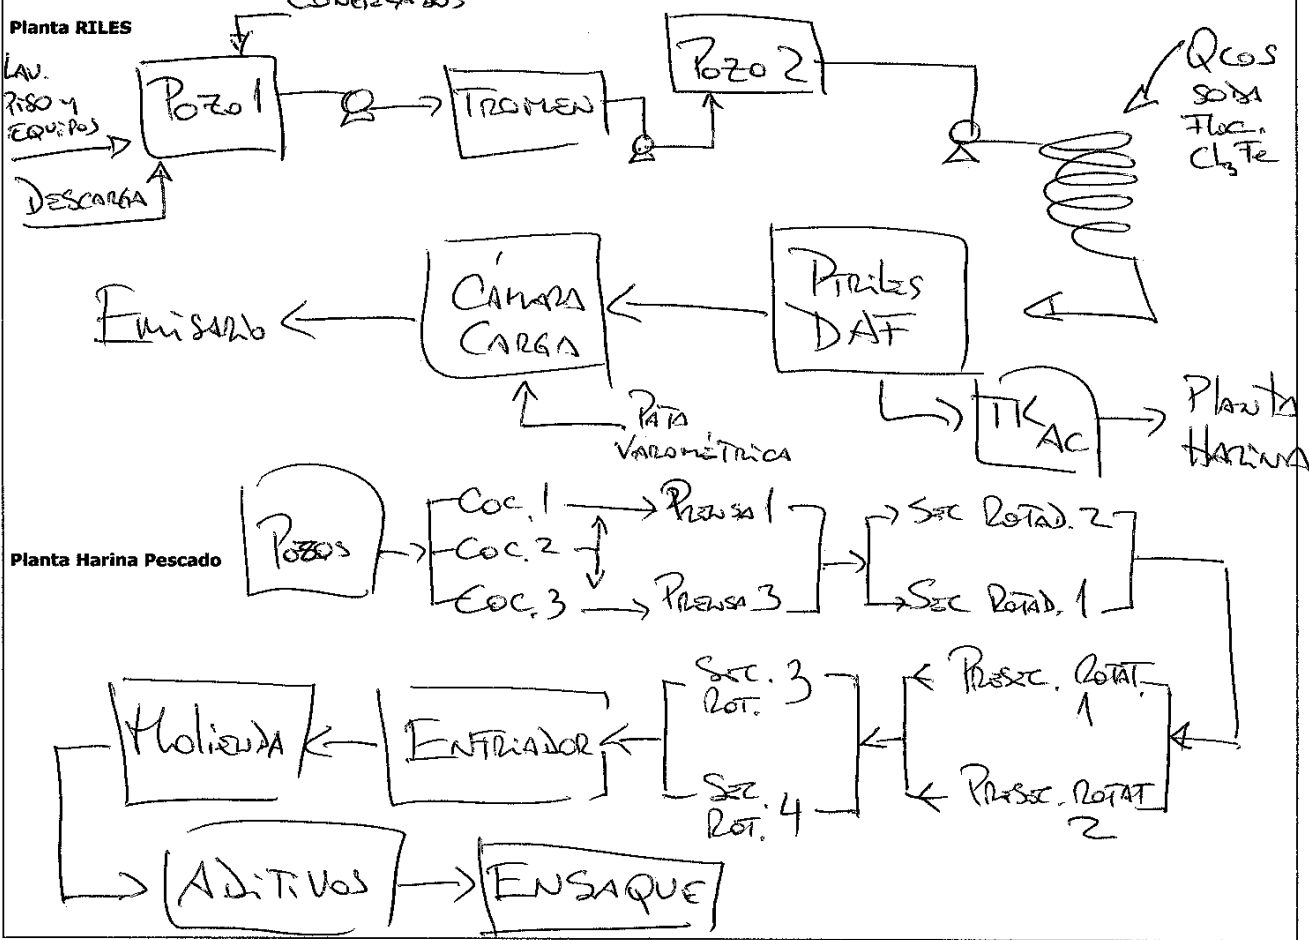 Planta RILES
LAV.
PISO Y
EQUIPOS
DESCARGA
Pozo 1
TROMEN
Pozo 2
QCOS
SODA
Floc.
Cl3 Fe
Emisario
CÁMARA
CARGA
PATA
VAROMÉTRICA
Ptriles
DAF
TK
AC
Planta
Harina
Planta Harina Pescado
Pozos
Coc. 1
Coc. 2
Coc. 3
Prensa 1
Prensa 3
Sec Rotad. 2
Sec Rotad. 1
Presec. Rotat.
1
Presec. Rotat
2
Sec. 3
Rot.
Sec.
Rot. 4
Enfriador
Molienda
ADiTiVOS
ENSAQUE